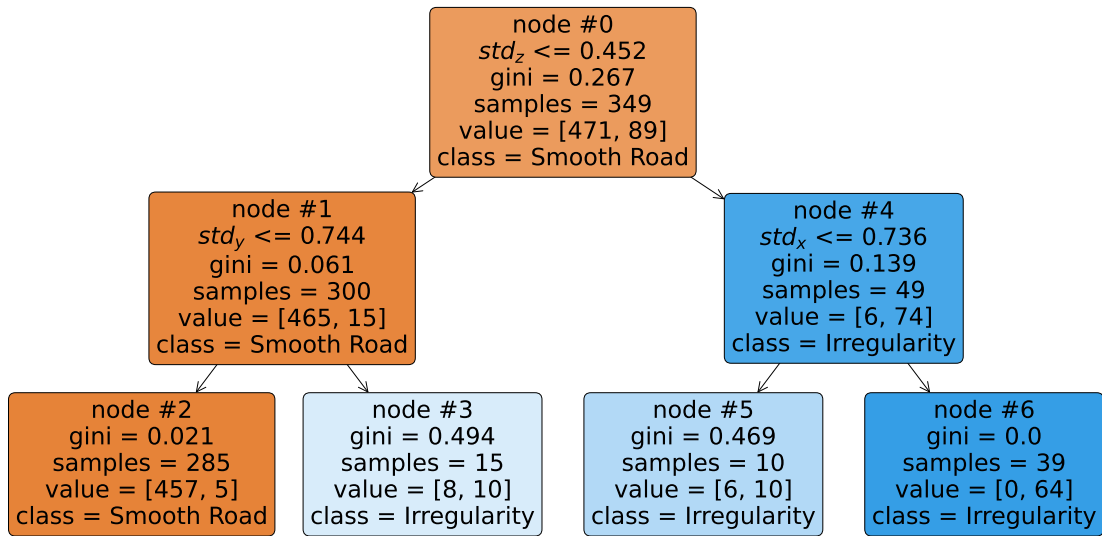 node #0
std_z <= 0.452
gini = 0.267
samples = 349
value = [471, 89]
class = Smooth Road
node #1
std_y <= 0.744
gini = 0.061
samples = 300
value = [465, 15]
class = Smooth Road
node #4
std_x <= 0.736
gini = 0.139
samples = 49
value = [6, 74]
class = Irregularity
node #2
gini = 0.021
samples = 285
value = [457, 5]
class = Smooth Road
node #3
gini = 0.494
samples = 15
value = [8, 10]
class = Irregularity
node #5
gini = 0.469
samples = 10
value = [6, 10]
class = Irregularity
node #6
gini = 0.0
samples = 39
value = [0, 64]
class = Irregularity